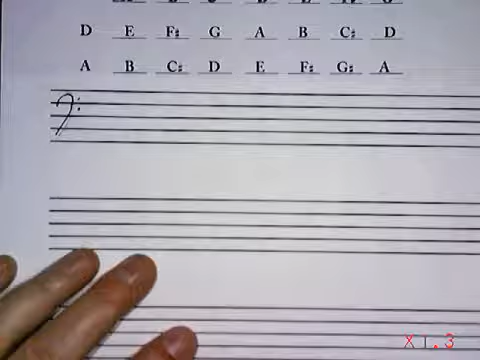 D E F♯ G A B C♯ D
A B C♯ D E F♯ G♯ A
X1.3